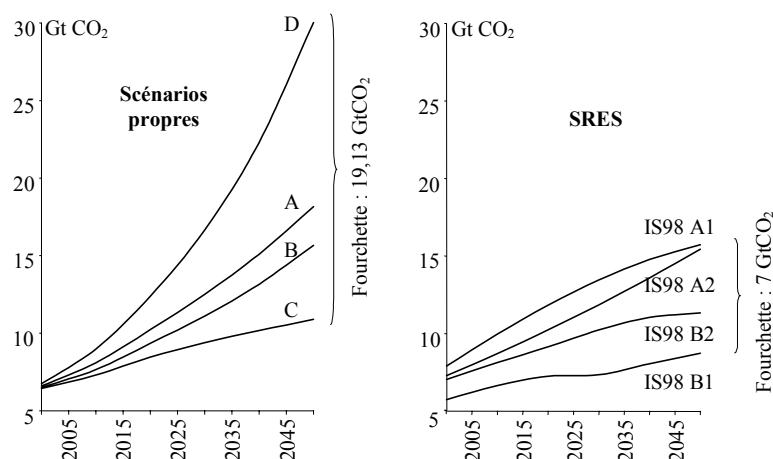 30
Gt CO2
D
25
Scénarios
propres
20
A
B
15
C
10
5
2005
2015
2025
2035
2045
Fourchette : 19,13 GtCO2
30
Gt CO2
25
SRES
20
IS98 A1
15
IS98 A2
IS98 B2
10
IS98 B1
5
2005
2015
2025
2035
2045
Fourchette : 7 GtCO2